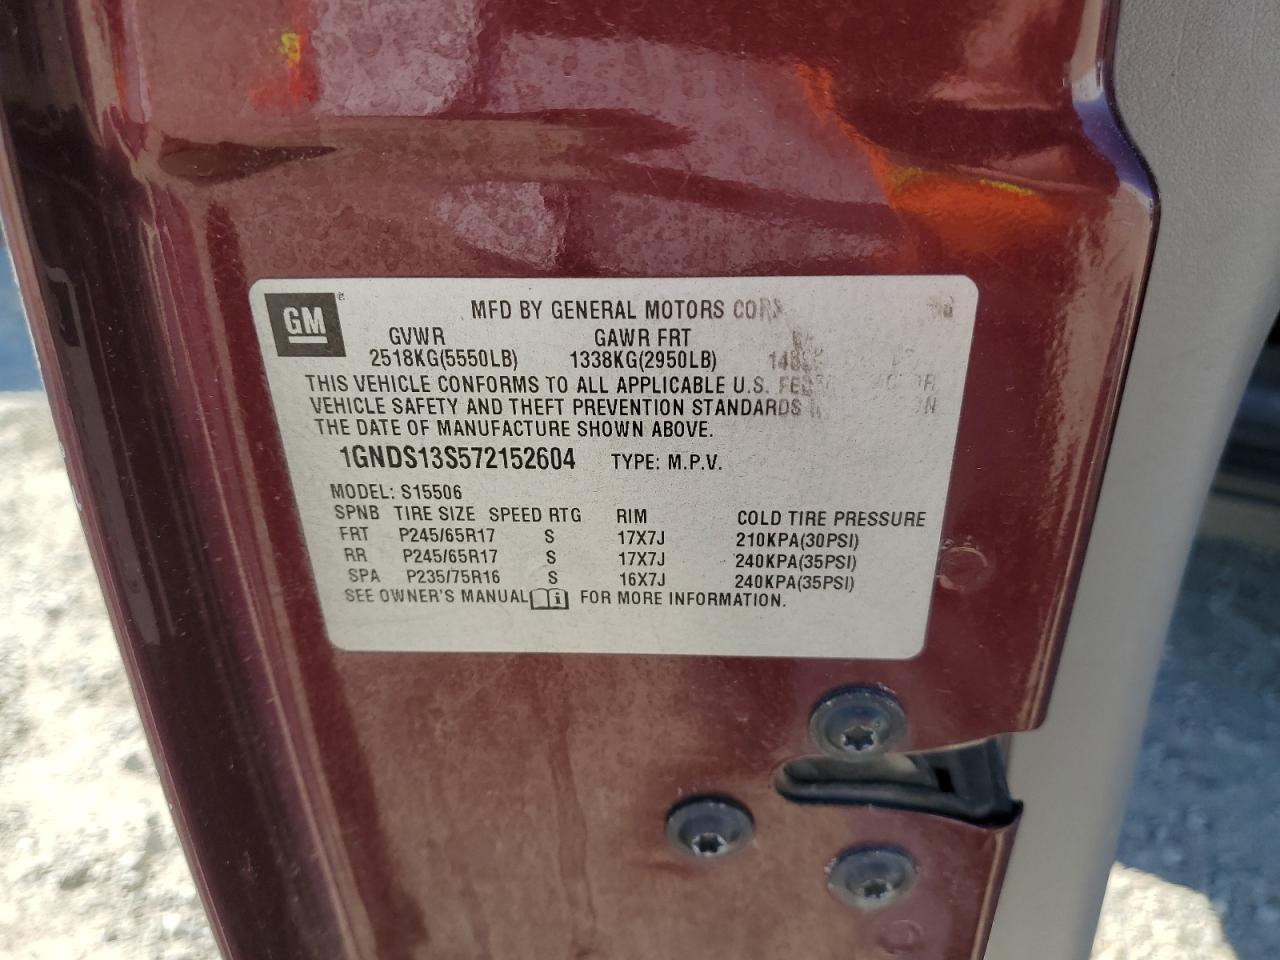 GM
MFD BY GENERAL MOTORS
GVWR GAWR FRT
2518KG(5550LB) 1338KG(2950LB)
THIS VEHICLE CONFORMS TO ALL APPLICABLE U.S.
VEHICLE SAFETY AND THEFT PREVENTION STANDARDS
THE DATE OF MANUFACTURE SHOWN ABOVE.
1GNDS13S572152604 TYPE: M.P.V.
MODEL: S15506
SPNB TIRE SIZE SPEED RTG RIM COLD TIRE PRESSURE
FRT P245/65R17 S 17X7J 210KPA(30PSI)
RR P245/65R17 S 17X7J 240KPA(35PSI)
SPA P235/75R16 S 16X7J 240KPA(35PSI)
SEE OWNER'S MANUAL i FOR MORE INFORMATION.